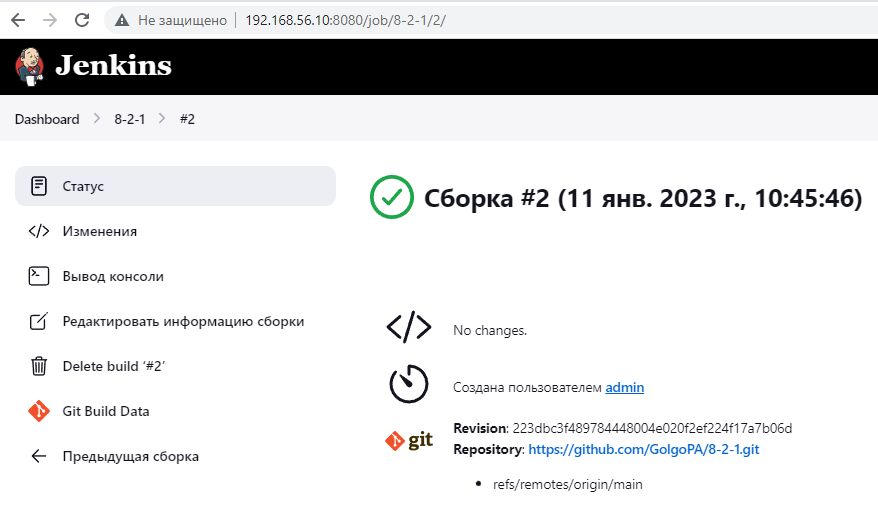 Не защищено 192.168.56.10:8080/job/8-2-1/2/
Jenkins
Dashboard 8-2-1 #2
Статус
Изменения
Вывод консоли
Редактировать информацию сборки
Delete build ‘#2’
Git Build Data
Предыдущая сборка
Сборка #2 (11 янв. 2023 г., 10:45:46)
No changes.
Создана пользователем admin
git
Revision: 223dbc3f489784448004e020f2ef224f17a7b06d
Repository: https://github.com/GolgoPA/8-2-1.git
refs/remotes/origin/main